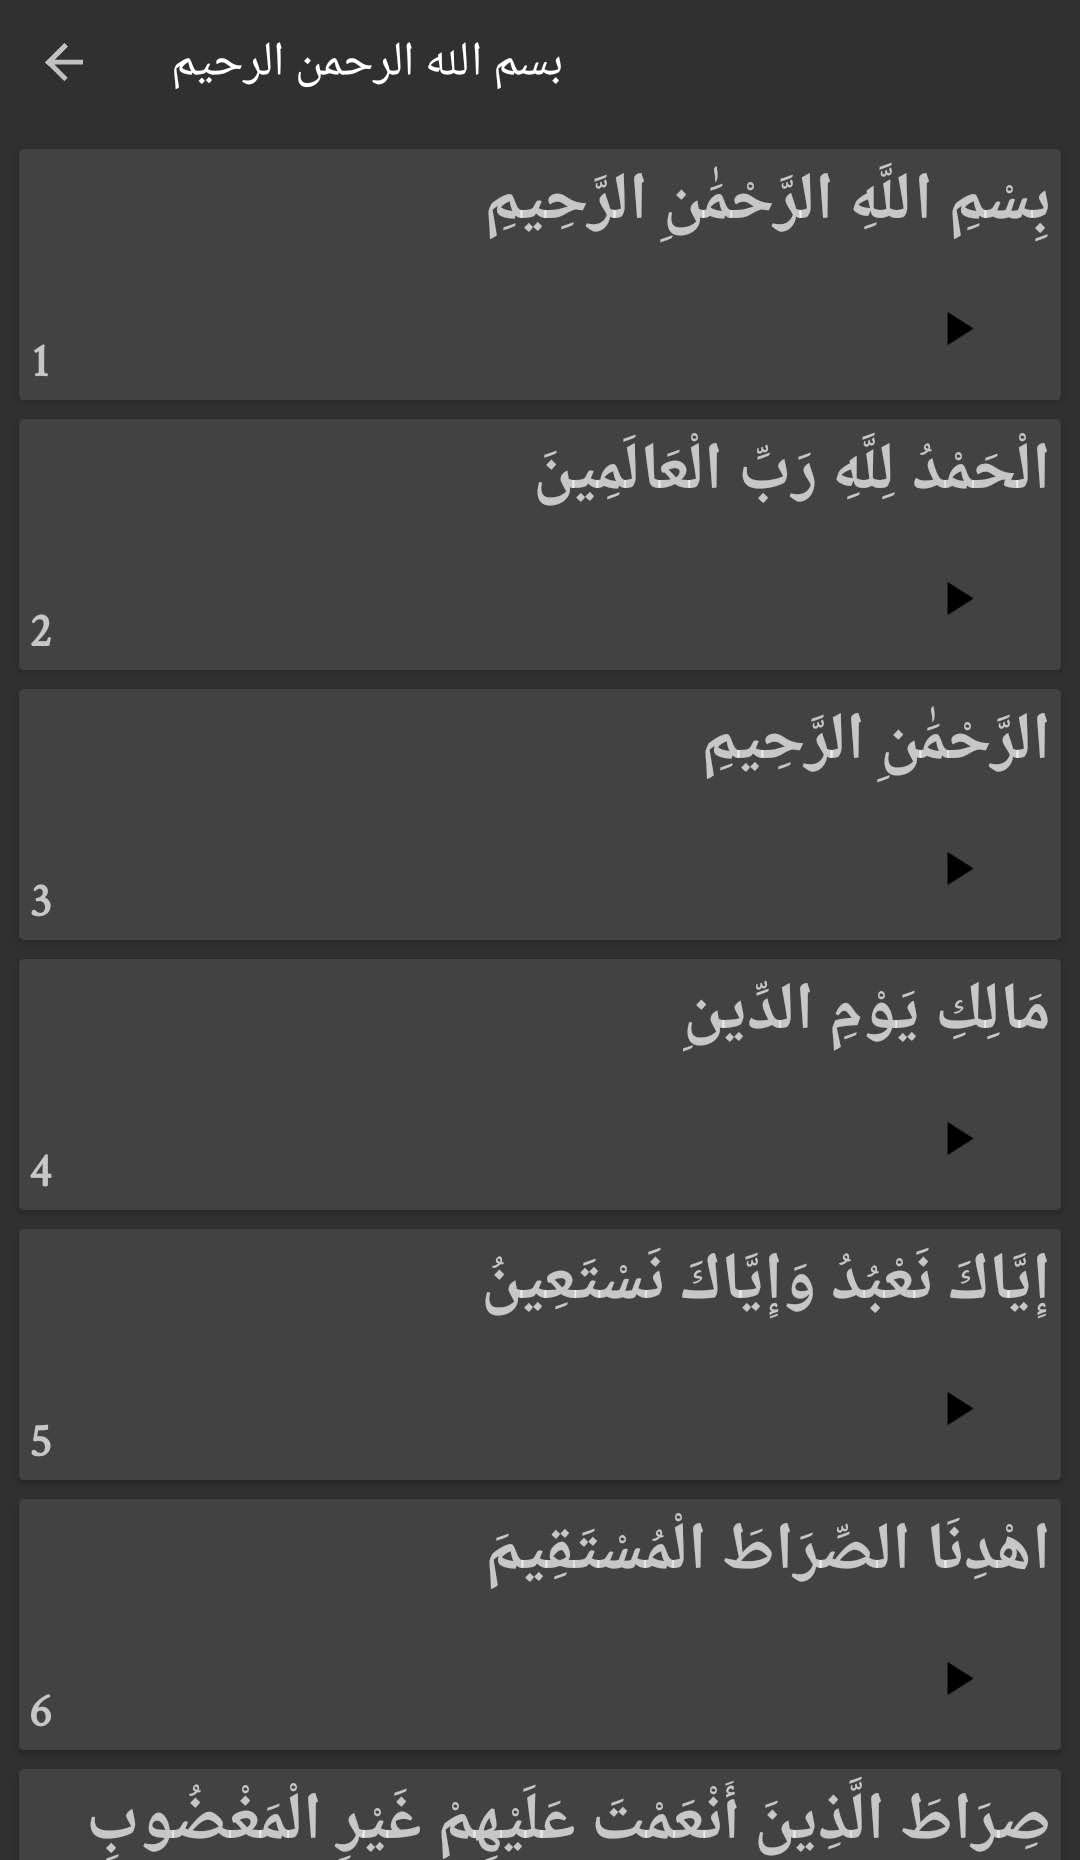 بسم الله الرحمن الرحيم
بِسْمِ اللَّهِ الرَّحْمَٰنِ الرَّحِيمِ
1
الْحَمْدُ لِلَّهِ رَبِّ الْعَالَمِينَ
2
الرَّحْمَٰنِ الرَّحِيمِ
3
مَالِكِ يَوْمِ الدِّينِ
4
إِيَّاكَ نَعْبُدُ وَإِيَّاكَ نَسْتَعِينُ
5
اهْدِنَا الصِّرَاطَ الْمُسْتَقِيمَ
6
صِرَاطَ الَّذِينَ أَنْعَمْتَ عَلَيْهِمْ غَيْرِ الْمَغْضُوبِ